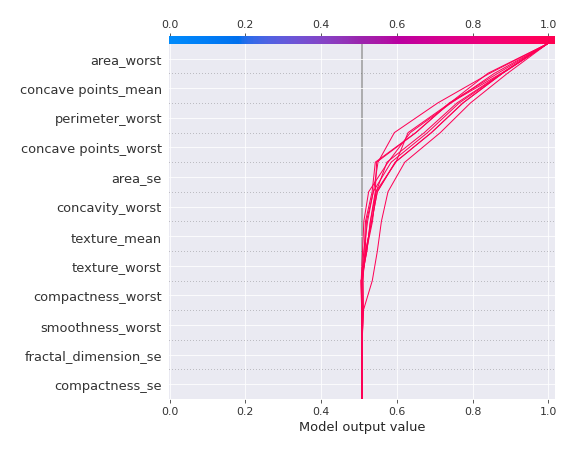 0.0 0.2 0.4 0.6 0.8 1.0
area_worst
concave points_mean
perimeter_worst
concave points_worst
area_se
concavity_worst
texture_mean
texture_worst
compactness_worst
smoothness_worst
fractal_dimension_se
compactness_se
0.0 0.2 0.4 0.6 0.8 1.0
Model output value